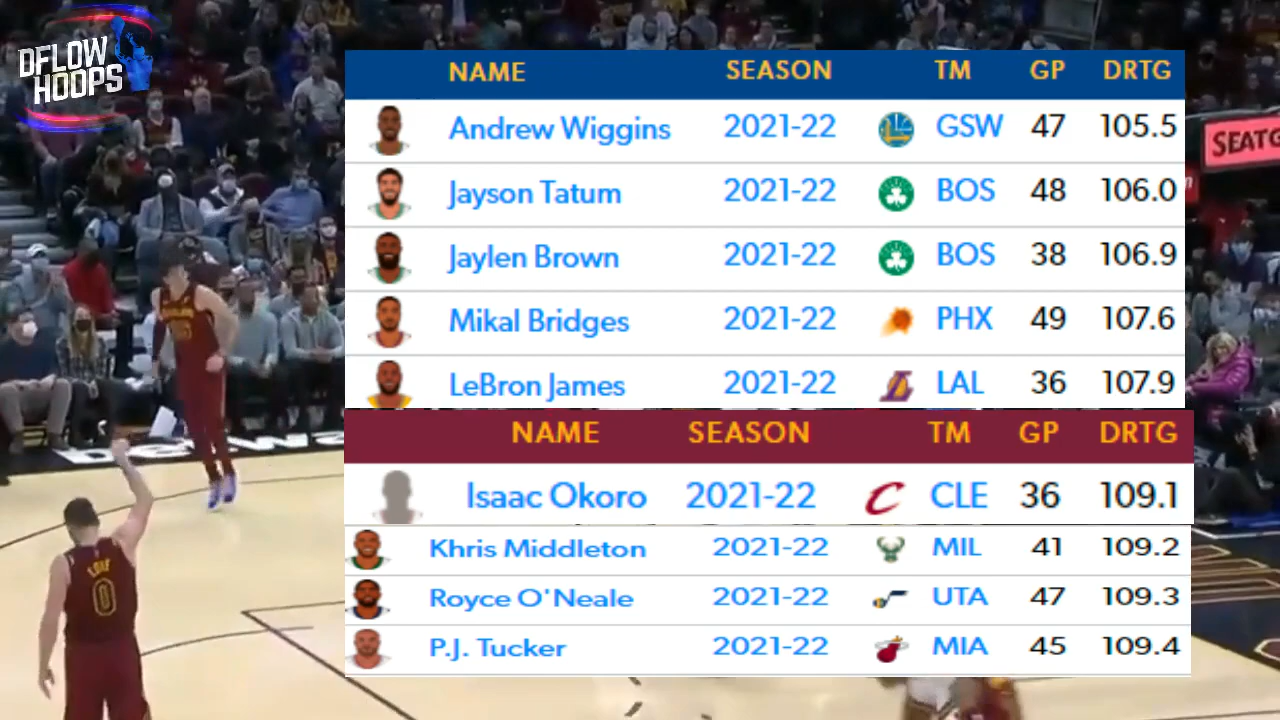 DFLOW
HOOPS
NAME SEASON TM GP DRTG
Andrew Wiggins 2021-22 GSW 47 105.5
Jayson Tatum 2021-22 BOS 48 106.0
Jaylen Brown 2021-22 BOS 38 106.9
Mikal Bridges 2021-22 PHX 49 107.6
LeBron James 2021-22 LAL 36 107.9
NAME SEASON TM GP DRTG
Isaac Okoro 2021-22 CLE 36 109.1
Khris Middleton 2021-22 MIL 41 109.2
Royce O'Neale 2021-22 UTA 47 109.3
P.J. Tucker 2021-22 MIA 45 109.4
SEATG
LOVE
0